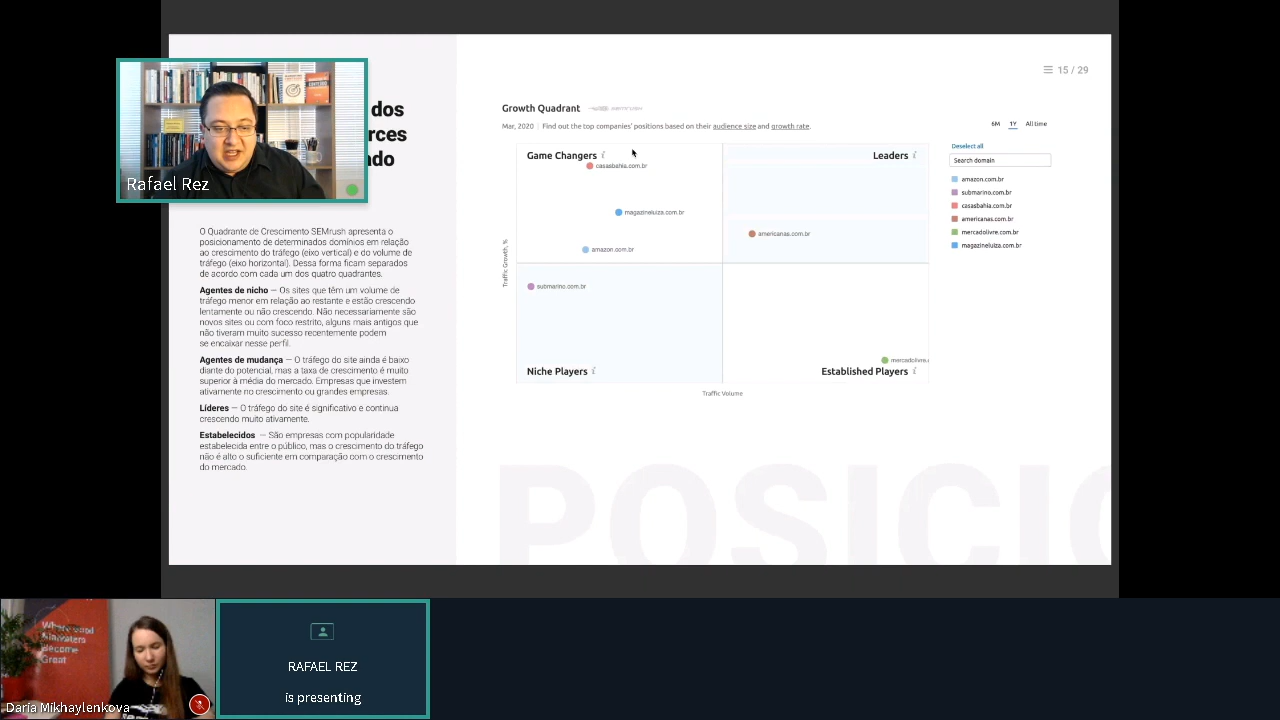 15 / 29
dos
rces
do
Rafael Rez
O Quadrante de Crescimento SEMrush apresenta o
posicionamento de determinados domínios em relação
ao crescimento do tráfego (eixo vertical) e do volume de
tráfego (eixo horizontal). Dessa forma ficam separados
de acordo com cada um dos quatro quadrantes.
Agentes de nicho — Os sites que têm um volume de
tráfego menor em relação ao restante e estão crescendo
lentamente ou não crescendo. Não necessariamente são
novos sites ou com foco restrito, alguns mais antigos que
não tiveram muito sucesso recentemente podem
se encaixar nesse perfil.
Agentes de mudança — O tráfego do site ainda é baixo
diante do potencial, mas a taxa de crescimento é muito
superior à média do mercado. Empresas que investem
ativamente no crescimento ou grandes empresas.
Líderes — O tráfego do site é significativo e continua
crescendo muito ativamente.
Estabelecidos — São empresas com popularidade
estabelecida entre o público, mas o crescimento do tráfego
não é alto o suficiente em comparação com o crescimento
do mercado.
Growth Quadrant
Mar, 2020 | Find out the top companies' positions based on their audience size and growth rate.
6M 1Y All time
Game Changers i
Leaders i
casasbahia.com.br
magazineluiza.com.br
americanas.com.br
amazon.com.br
submarino.com.br
mercadolivre.c
Niche Players i
Established Players i
Traffic Growth, %
Traffic Volume
Deselect all
Search domain
amazon.com.br
submarino.com.br
casasbahia.com.br
americanas.com.br
mercadolivre.com.br
magazineluiza.com.br
POSICIO
Where Good
Marketers
Become
Great
Daria Mikhaylenkova
RAFAEL REZ
is presenting